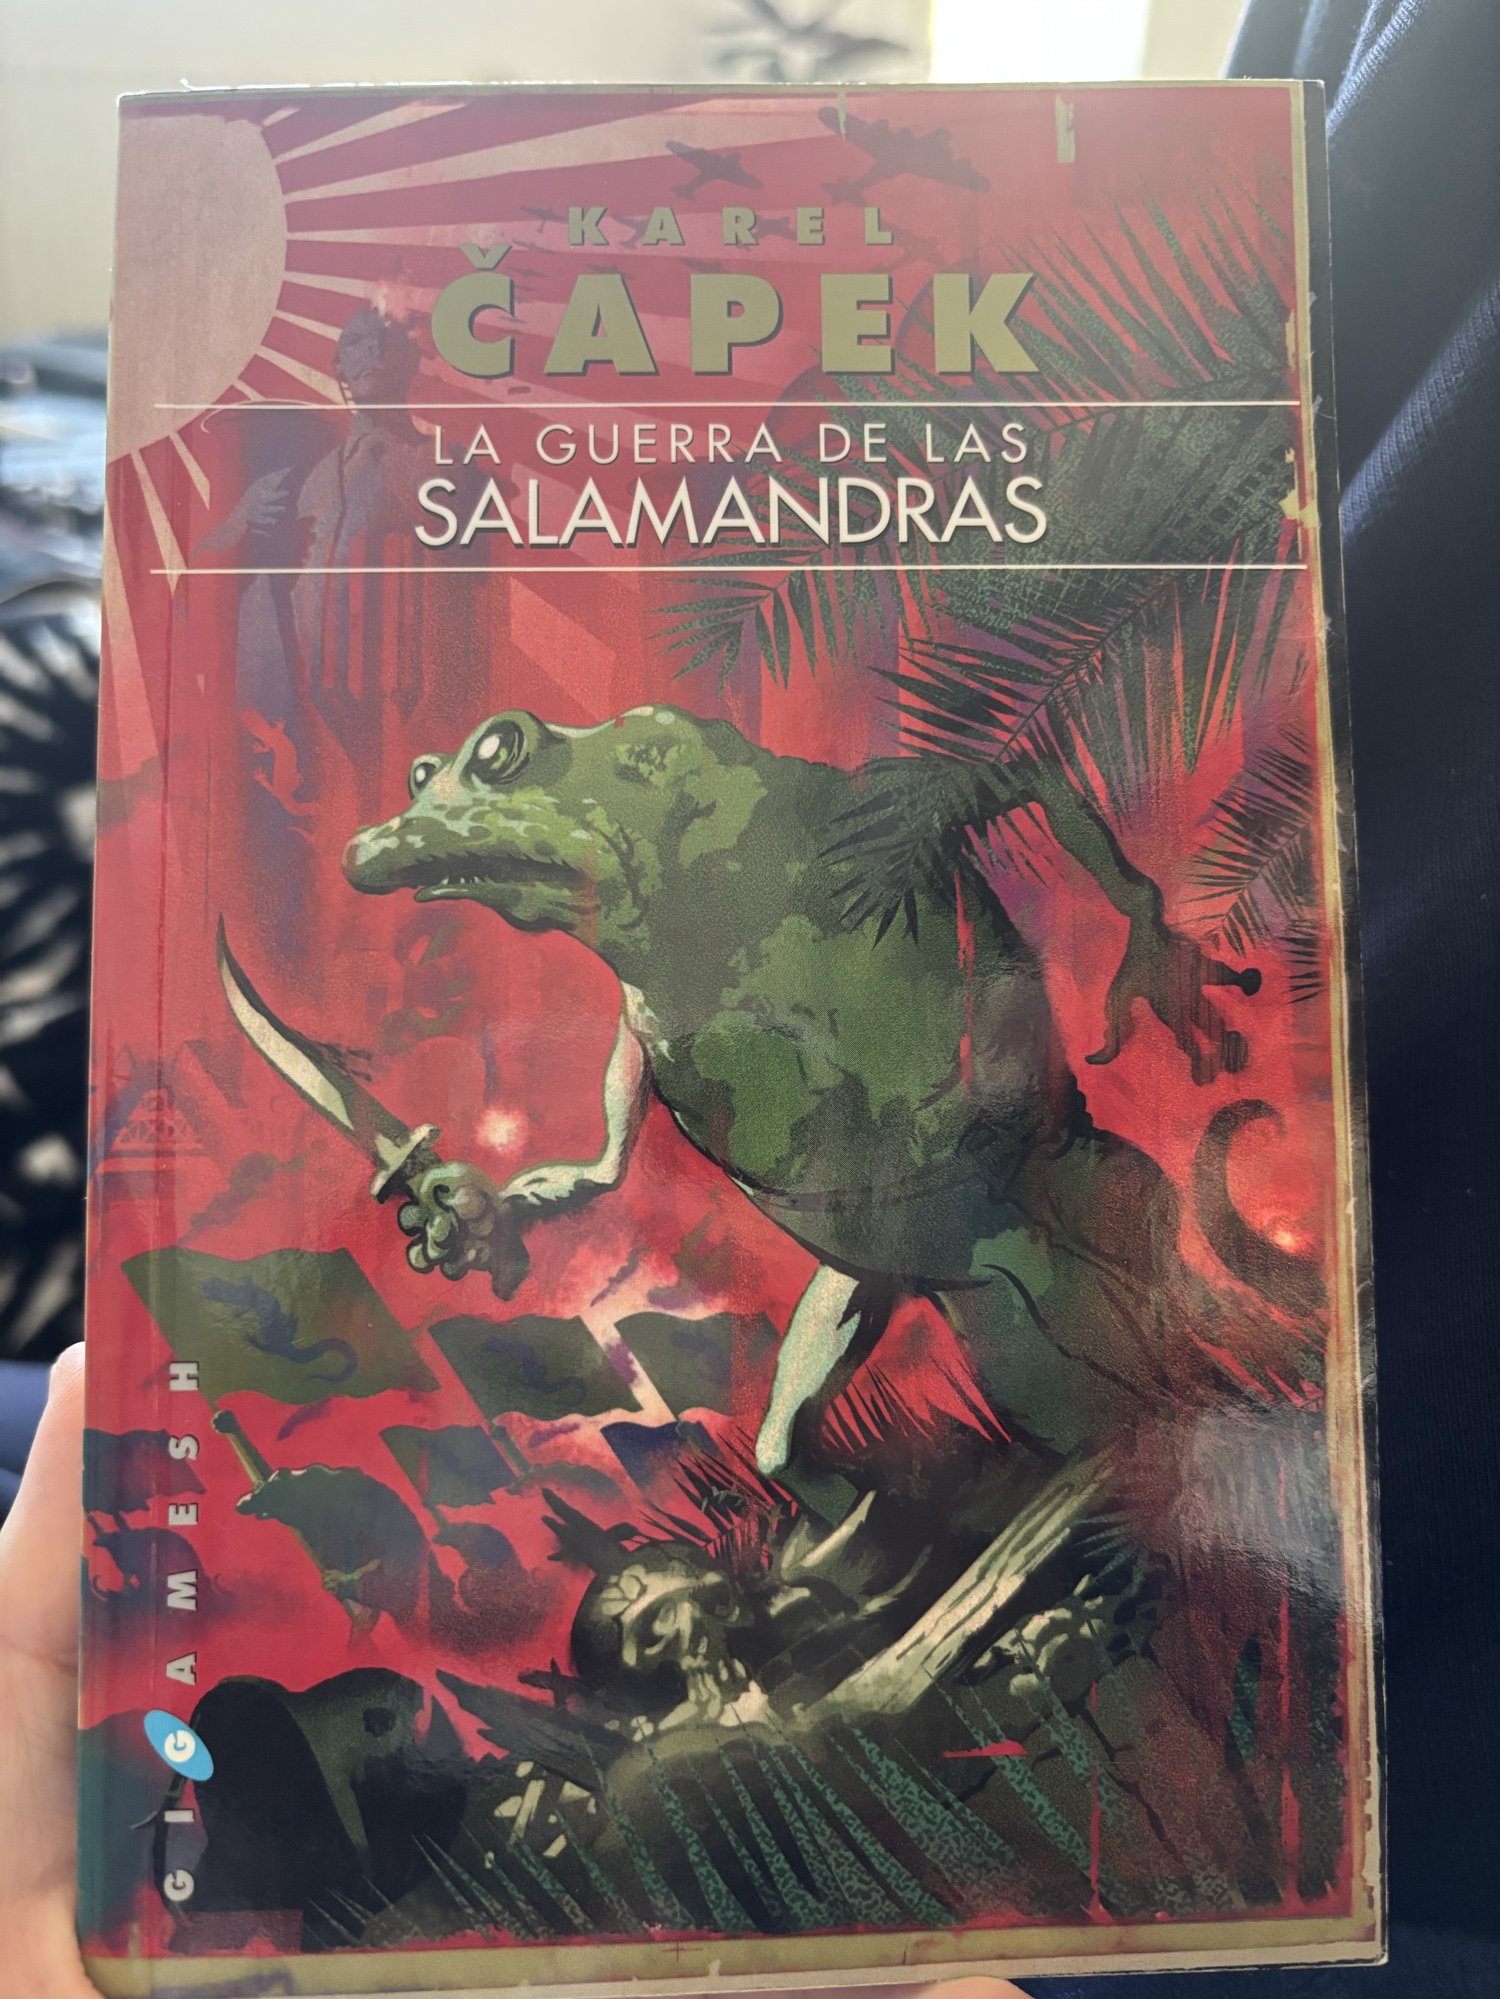 KAREL
ČAPEK
LA GUERRA DE LAS
SALAMANDRAS
GIGAMESH